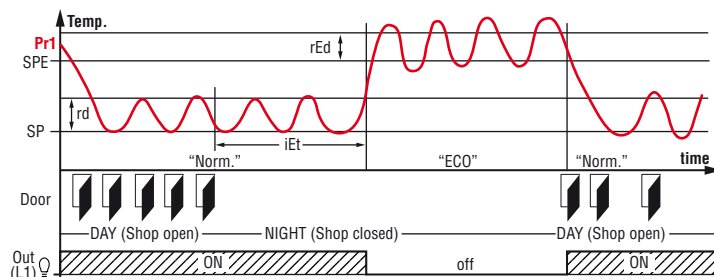 Temp.
Pr1
rEd
SPE
rd
SP
iEt
"Norm." "ECO" "Norm." time
Door
DAY (Shop open) NIGHT (Shop closed) DAY (Shop open)
Out ON off ON
(L1)